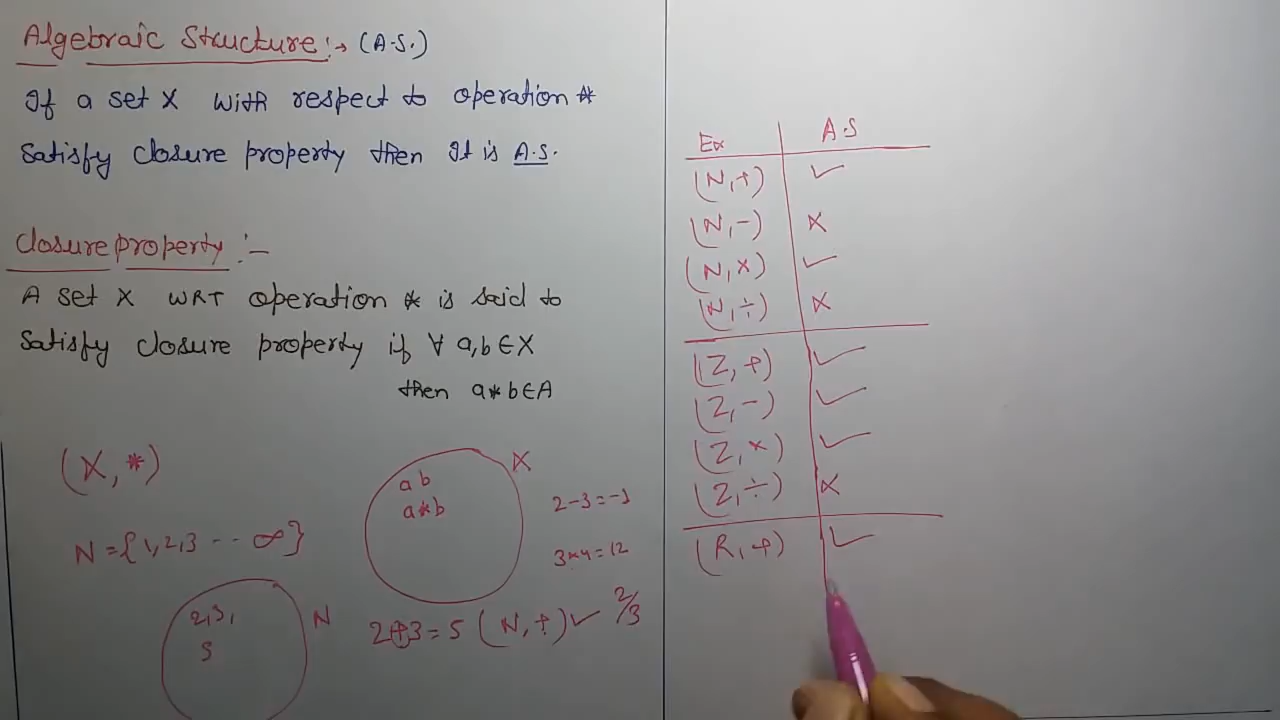 Algebraic Structure:→ (A.S.)
If a set X with respect to operation *
Satisfy closure property then It is A.S.
Closure property :-
A set X WRT operation * is said to
Satisfy closure property if ∀ a,b∈X
then a*b∈A
(X, *)
N = {1,2,3 -- ∞}
a b
a*b
X
2-3=-1
3×4=12
2,3,
5
N
2+3=5 (N,+) ✓ 2/3
Ex A.S
(N,+) ✓
(N,-) ×
(N,×) ✓
(N,÷) ×
(Z,+) ✓
(Z,-) ✓
(Z,×) ✓
(Z,÷) ×
(R,+) ✓